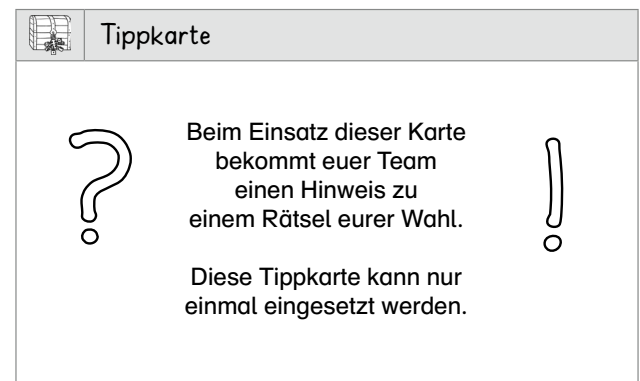 Tippkarte
?
!
Beim Einsatz dieser Karte
bekommt euer Team
einen Hinweis zu
einem Rätsel eurer Wahl.
Diese Tippkarte kann nur
einmal eingesetzt werden.